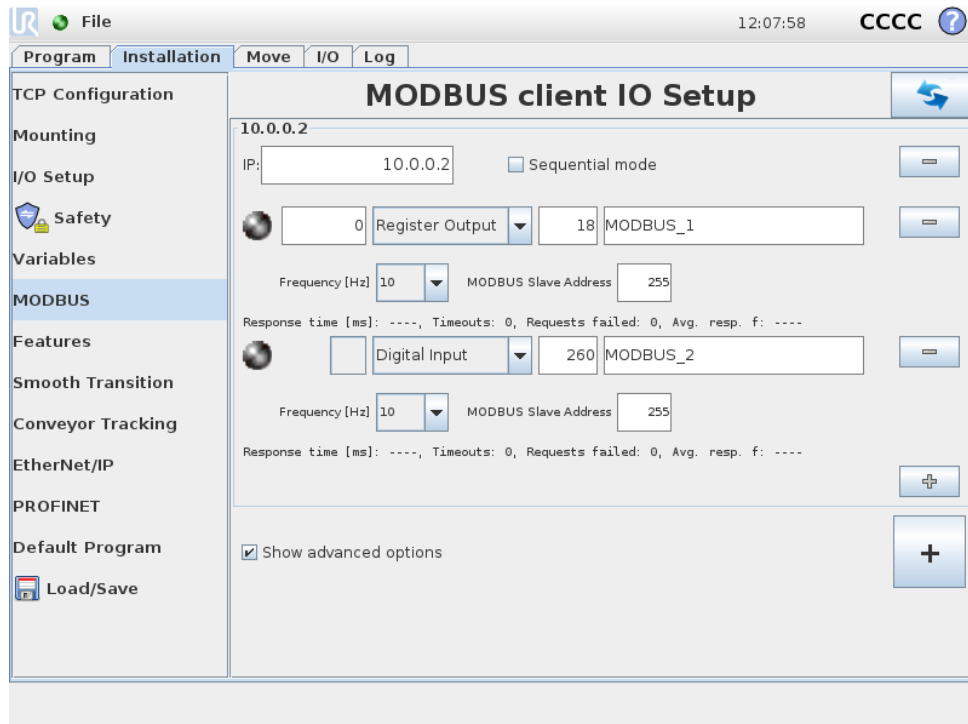 UR File 12:07:58 CCCC ?
Program Installation Move I/O Log
TCP Configuration
Mounting
I/O Setup
Safety
Variables
MODBUS
Features
Smooth Transition
Conveyor Tracking
EtherNet/IP
PROFINET
Default Program
Load/Save
MODBUS client IO Setup
10.0.0.2
IP: 10.0.0.2 Sequential mode
0 Register Output 18 MODBUS_1
Frequency [Hz] 10 MODBUS Slave Address 255
Response time [ms]: ----, Timeouts: 0, Requests failed: 0, Avg. resp. f: ----
Digital Input 260 MODBUS_2
Frequency [Hz] 10 MODBUS Slave Address 255
Response time [ms]: ----, Timeouts: 0, Requests failed: 0, Avg. resp. f: ----
Show advanced options